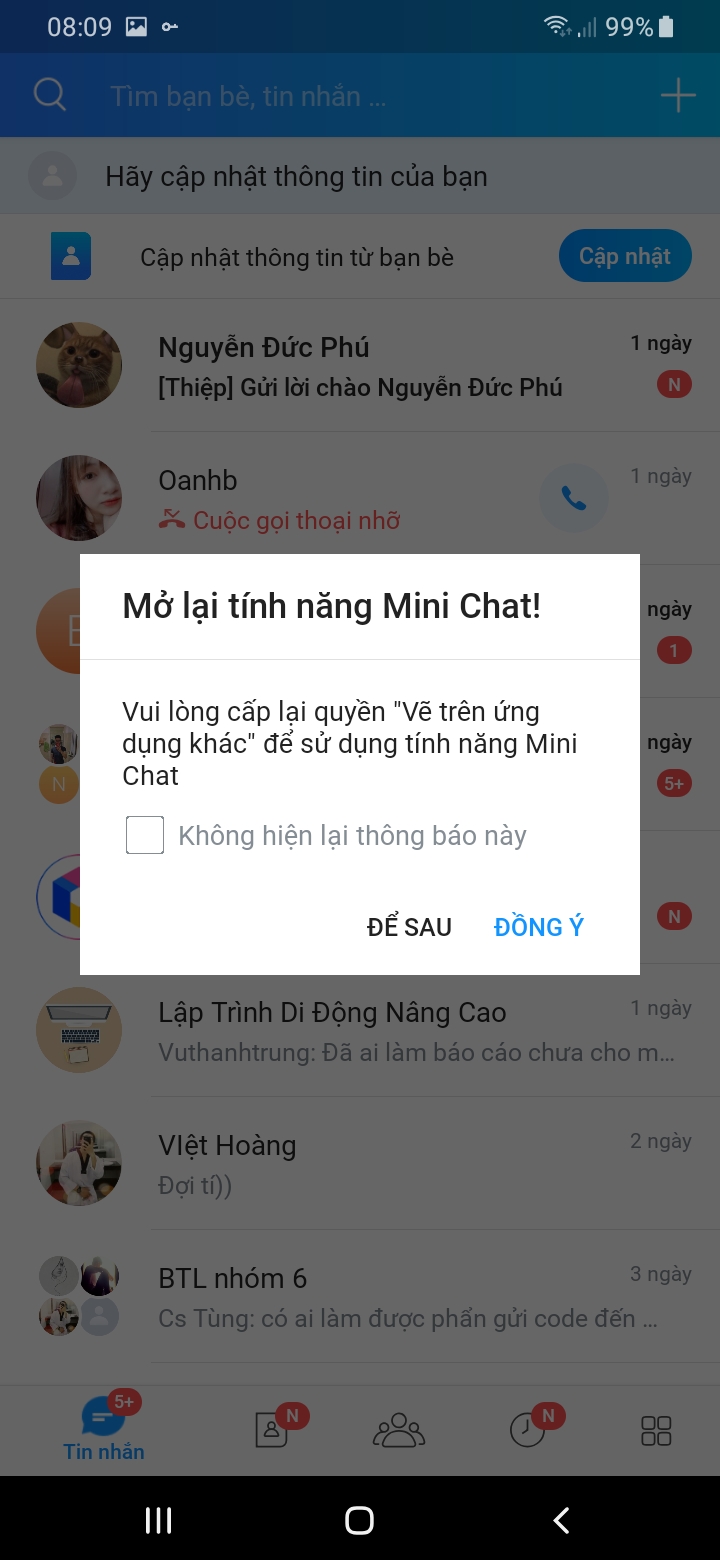 08:09
99%
Tìm bạn bè, tin nhắn ...
Hãy cập nhật thông tin của bạn
Cập nhật thông tin từ bạn bè
Cập nhật
Nguyễn Đức Phú
1 ngày
[Thiệp] Gửi lời chào Nguyễn Đức Phú
N
Oanhb
1 ngày
Cuộc gọi thoại nhỡ
Mở lại tính năng Mini Chat!
ngày
1
Vui lòng cấp lại quyền "Vẽ trên ứng
dụng khác" để sử dụng tính năng Mini
Chat
ngày
N
5+
Không hiện lại thông báo này
N
ĐỂ SAU
ĐỒNG Ý
Lập Trình Di Động Nâng Cao
1 ngày
Vuthanhtrung: Đã ai làm báo cáo chưa cho m...
VIệt Hoàng
2 ngày
Đợi tí))
BTL nhóm 6
3 ngày
Cs Tùng: có ai làm được phẩn gửi code đến ...
5+
N
N
Tin nhắn